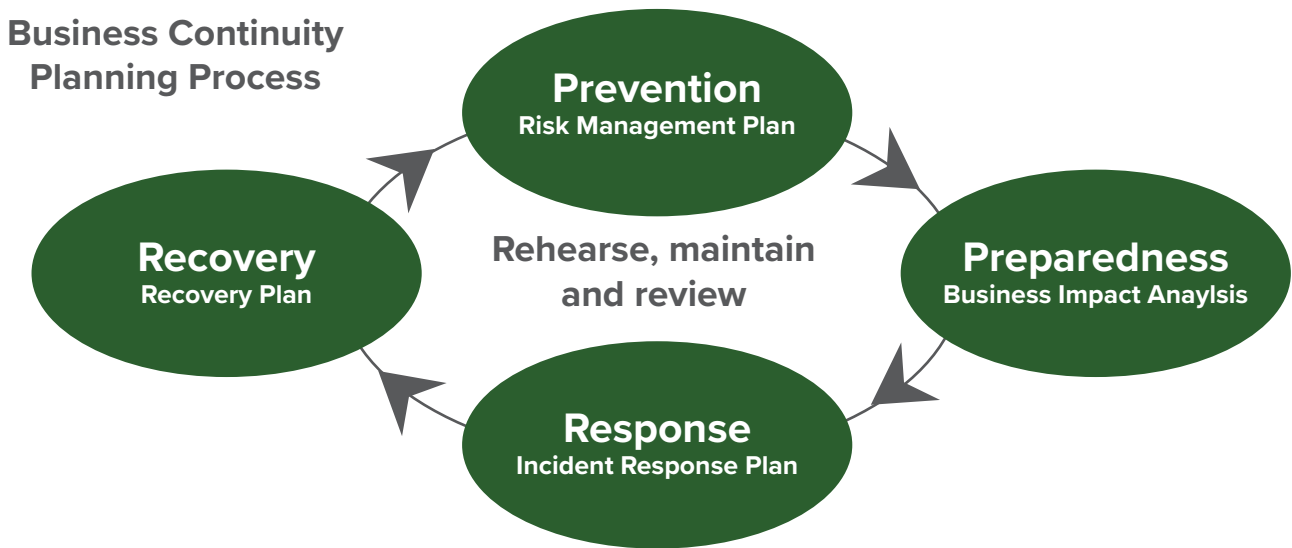 Business Continuity
Planning Process
Prevention
Risk Management Plan
Recovery
Recovery Plan
Rehearse, maintain
and review
Preparedness
Business Impact Anaylsis
Response
Incident Response Plan